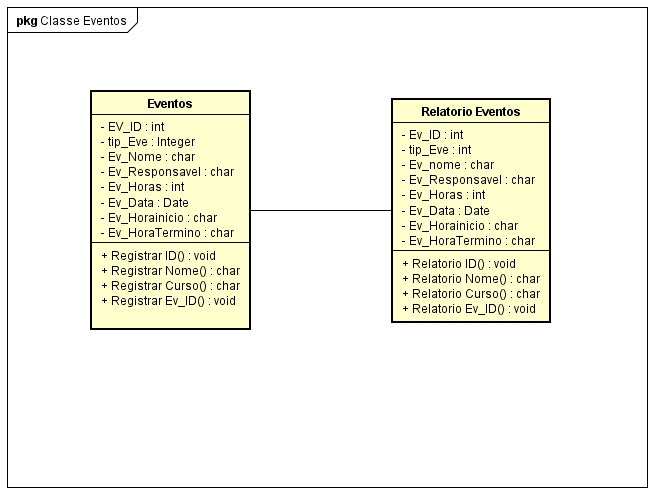 pkg Classe Eventos
Eventos
- EV_ID : int
- tip_Eve : Integer
- Ev_Nome : char
- Ev_Responsavel : char
- Ev_Horas : int
- Ev_Data : Date
- Ev_Horainicio : char
- Ev_HoraTermino : char
+ Registrar ID() : void
+ Registrar Nome() : char
+ Registrar Curso() : char
+ Registrar Ev_ID() : void
Relatorio Eventos
- Ev_ID : int
- tip_Eve : int
- Ev_nome : char
- Ev_Responsavel : char
- Ev_Horas : int
- Ev_Data : Date
- Ev_Horainicio : char
- Ev_HoraTermino : char
+ Relatorio ID() : void
+ Relatorio Nome() : char
+ Relatorio Curso() : char
+ Relatorio Ev_ID() : void